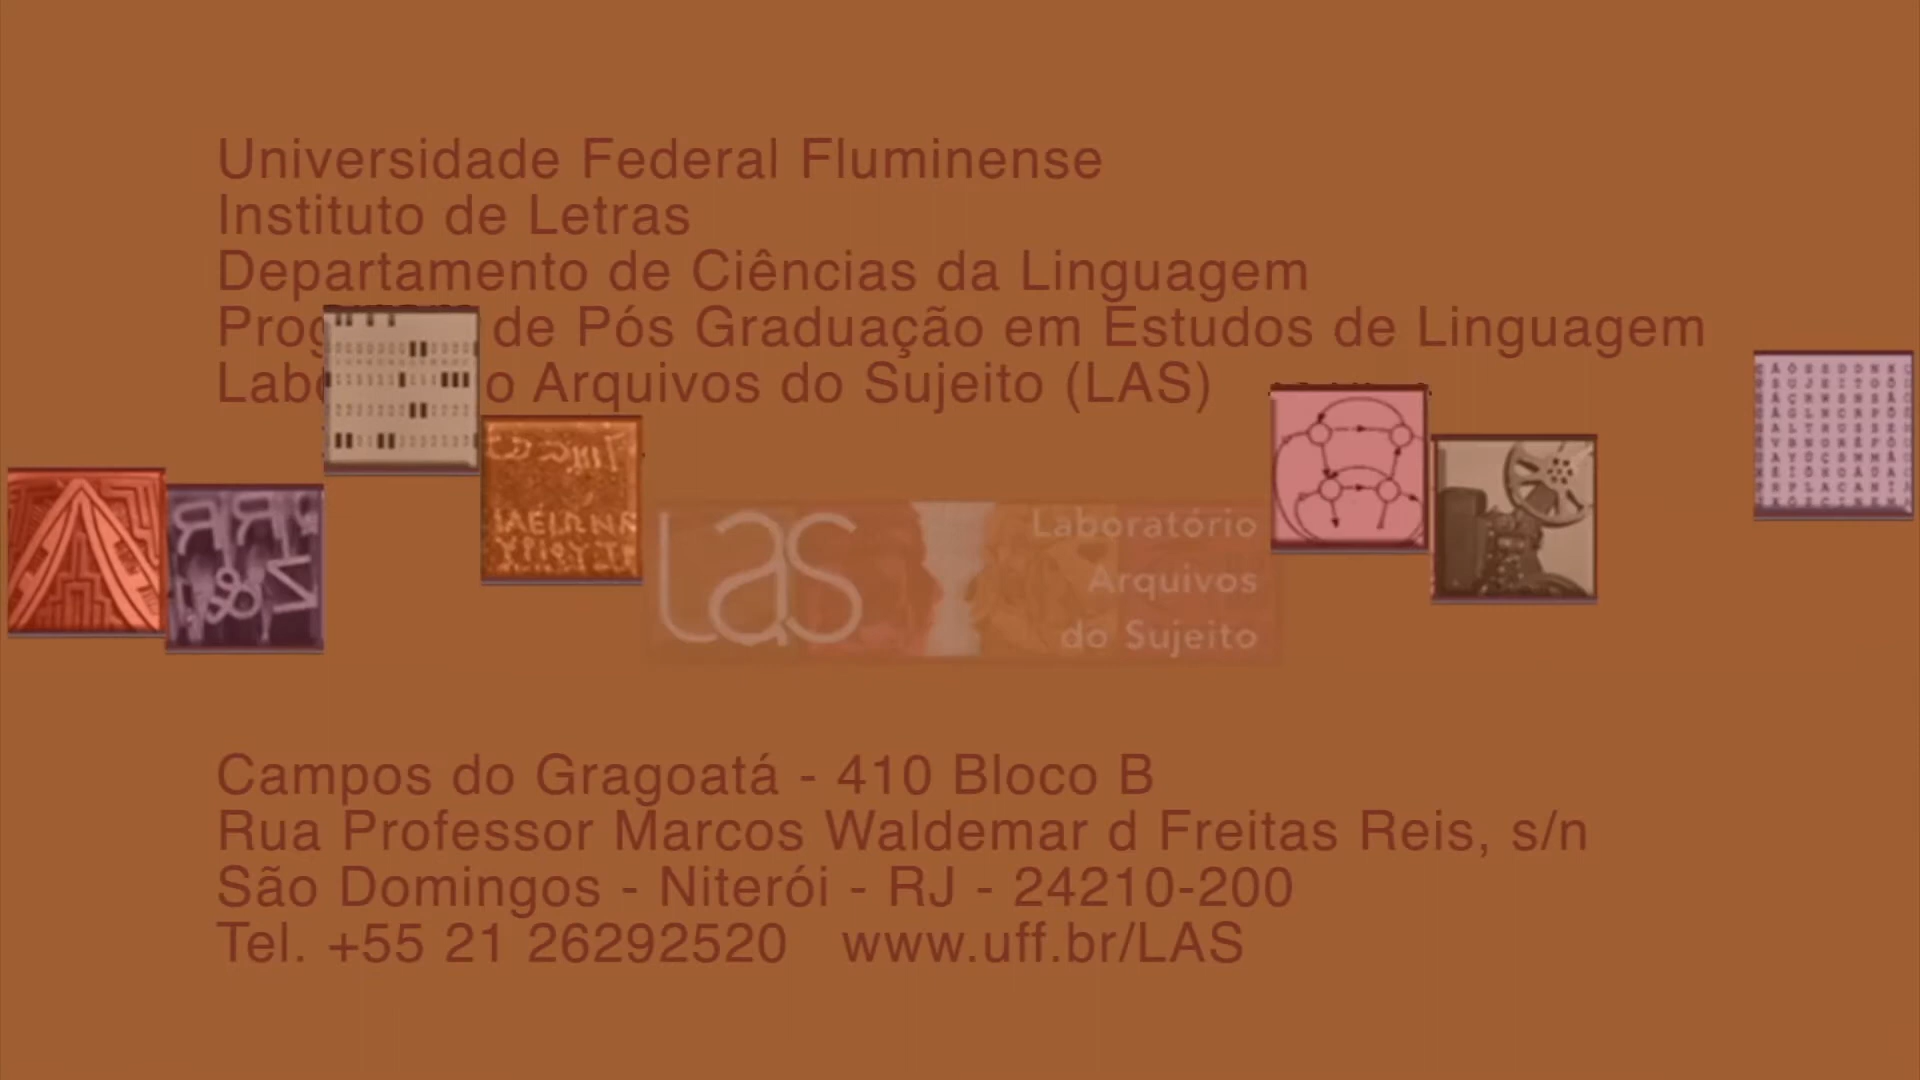 Universidade Federal Fluminense
Instituto de Letras
Departamento de Ciências da Linguagem
de Pós Graduação em Estudos de Linguagem
Arquivos do Sujeito (LAS)
Las
Laboratório
Arquivos
do Sujeito
Campos do Gragoatá - 410 Bloco B
Rua Professor Marcos Waldemar d Freitas Reis, s/n
São Domingos - Niterói - RJ - 24210-200
Tel. +55 21 26292520 www.uff.br/LAS